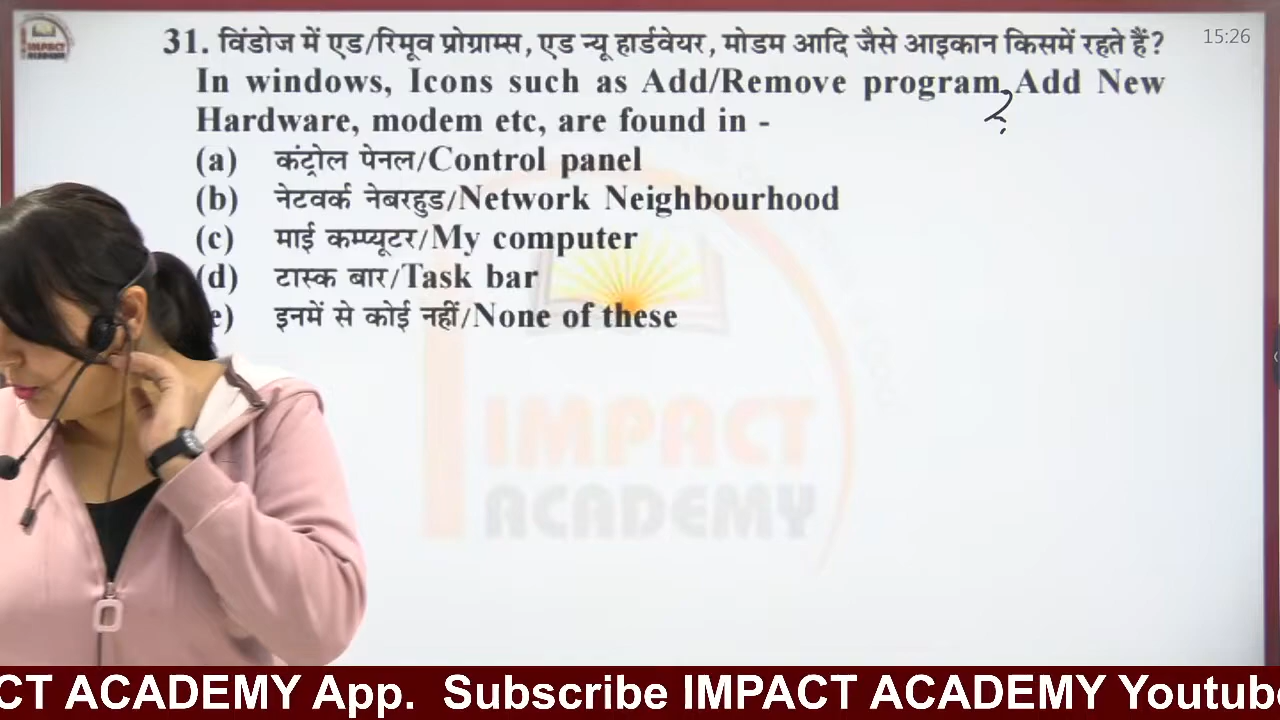 IMPACT
ACADEMY
15:26
31. विंडोज में एड/रिमूव प्रोग्राम्स, एड न्यू हार्डवेयर, मोडम आदि जैसे आइकान किसमें रहते हैं?
In windows, Icons such as Add/Remove program, Add New
Hardware, modem etc, are found in -
(a) कंट्रोल पेनल/Control panel
(b) नेटवर्क नेबरहुड/Network Neighbourhood
(c) माई कम्प्यूटर/My computer
(d) टास्क बार/Task bar
e) इनमें से कोई नहीं/None of these
IMPACT
ACADEMY
CT ACADEMY App. Subscribe IMPACT ACADEMY Youtub